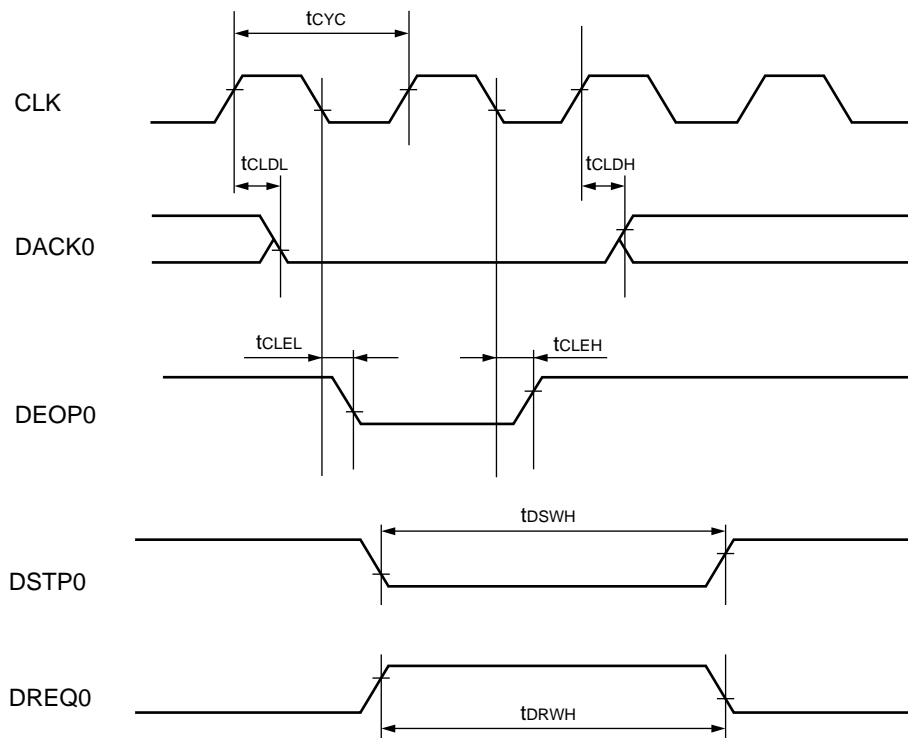 tCYC
CLK
tCLDL
tCLDH
DACK0
tCLEL
tCLEH
DEOP0
tDSWH
DSTP0
DREQ0
tDRWH